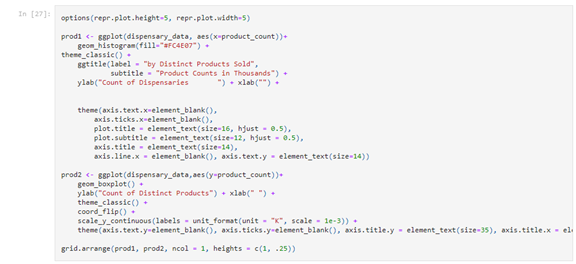 In [27]:
options(repr.plot.height=5, repr.plot.width=5)
prod1 <- ggplot(dispensary_data, aes(x=product_count))+
geom_histogram(fill="#FC4E07") +
theme_classic() +
ggtitle(label = "by Distinct Products Sold",
subtitle = "Product Counts in Thousands") +
ylab("Count of Dispensaries       ") + xlab("") +
theme(axis.text.x=element_blank(),
axis.ticks.x=element_blank(),
plot.title = element_text(size=16, hjust = 0.5),
plot.subtitle = element_text(size=12, hjust = 0.5),
axis.title = element_text(size=14),
axis.line.x = element_blank(), axis.text.y = element_text(size=14))
prod2 <- ggplot(dispensary_data,aes(y=product_count))+
geom_boxplot() +
ylab("Count of Distinct Products") + xlab(" ") +
theme_classic() +
coord_flip() +
scale_y_continuous(labels = unit_format(unit = "K", scale = 1e-3)) +
theme(axis.text.y=element_blank(), axis.ticks.y=element_blank(), axis.title.y = element_text(size=35), axis.title.x = el
grid.arrange(prod1, prod2, ncol = 1, heights = c(1, .25))